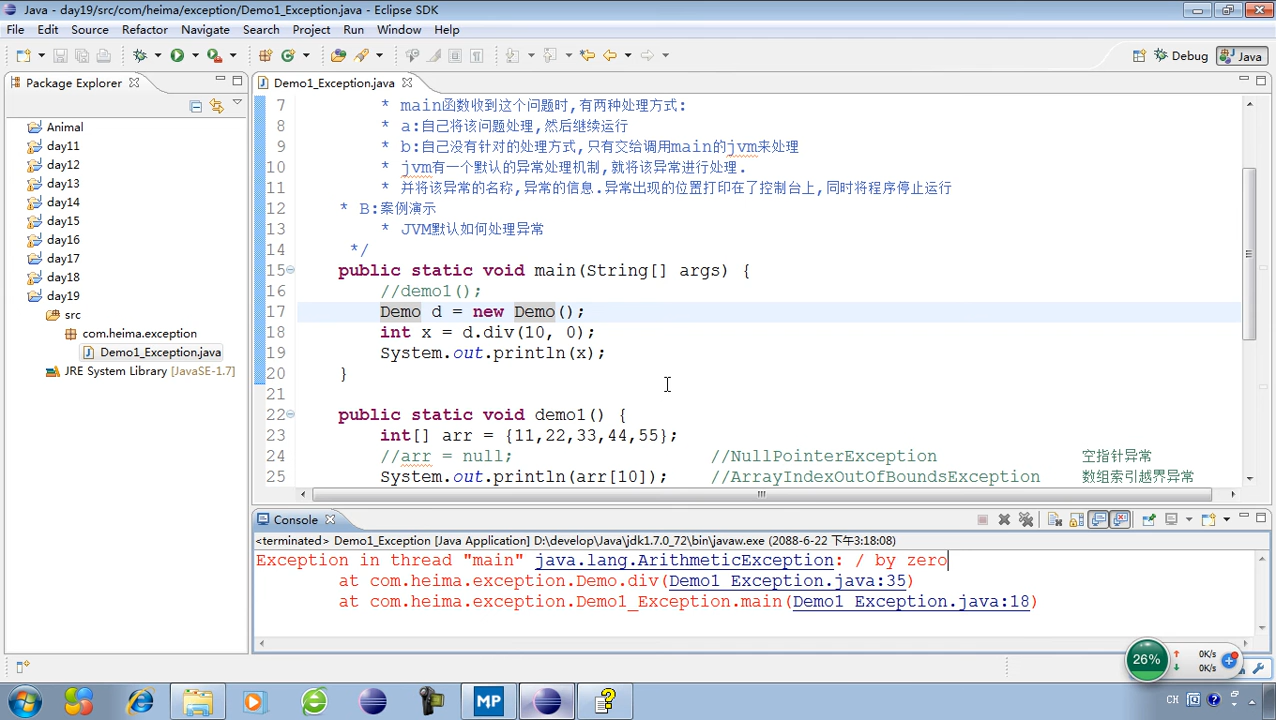 Java - day19/src/com/heima/exception/Demo1_Exception.java - Eclipse SDK
File Edit Source Refactor Navigate Search Project Run Window Help
Debug Java
Package Explorer
Demo1_Exception.java
Animal
day11
day12
day13
day14
day15
day16
day17
day18
day19
src
com.heima.exception
Demo1_Exception.java
JRE System Library [JavaSE-1.7]
7 * main函数收到这个问题时,有两种处理方式:
8 * a:自己将该问题处理,然后继续运行
9 * b:自己没有针对的处理方式,只有交给调用main的jvm来处理
10 * jvm有一个默认的异常处理机制,就将该异常进行处理.
11 * 并将该异常的名称,异常的信息.异常出现的位置打印在了控制台上,同时将程序停止运行
12 * B:案例演示
13 * JVM默认如何处理异常
14 */
15 public static void main(String[] args) {
16 //demo1();
17 Demo d = new Demo();
18 int x = d.div(10, 0);
19 System.out.println(x);
20 }
21
22 public static void demo1() {
23 int[] arr = {11,22,33,44,55};
24 //arr = null; //NullPointerException 空指针异常
25 System.out.println(arr[10]); //ArrayIndexOutOfBoundsException 数组索引越界异常
Console
<terminated> Demo1_Exception [Java Application] D:\develop\Java\jdk1.7.0_72\bin\javaw.exe (2088-6-22 下午3:18:08)
Exception in thread "main" java.lang.ArithmeticException: / by zero
at com.heima.exception.Demo.div(Demo1_Exception.java:35)
at com.heima.exception.Demo1_Exception.main(Demo1_Exception.java:18)
26%
0K/s
0K/s
MP
CH